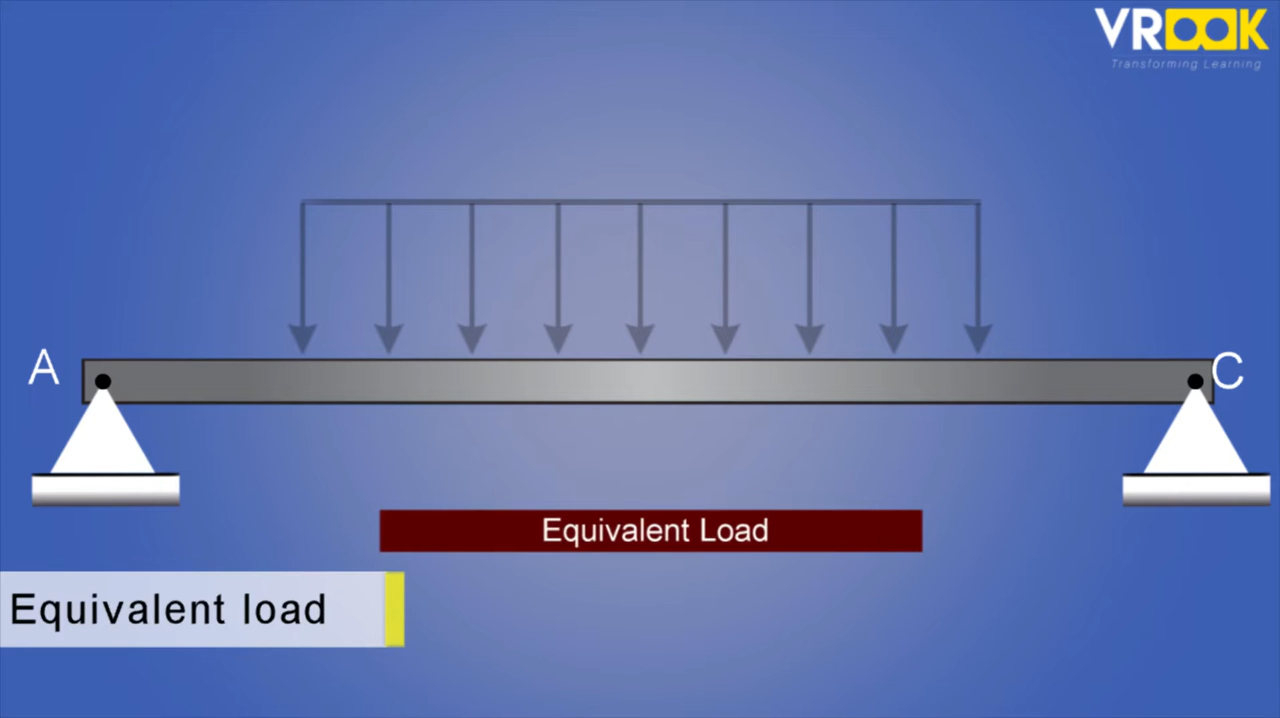 VROOK
Transforming Learning
A
C
Equivalent Load
Equivalent load